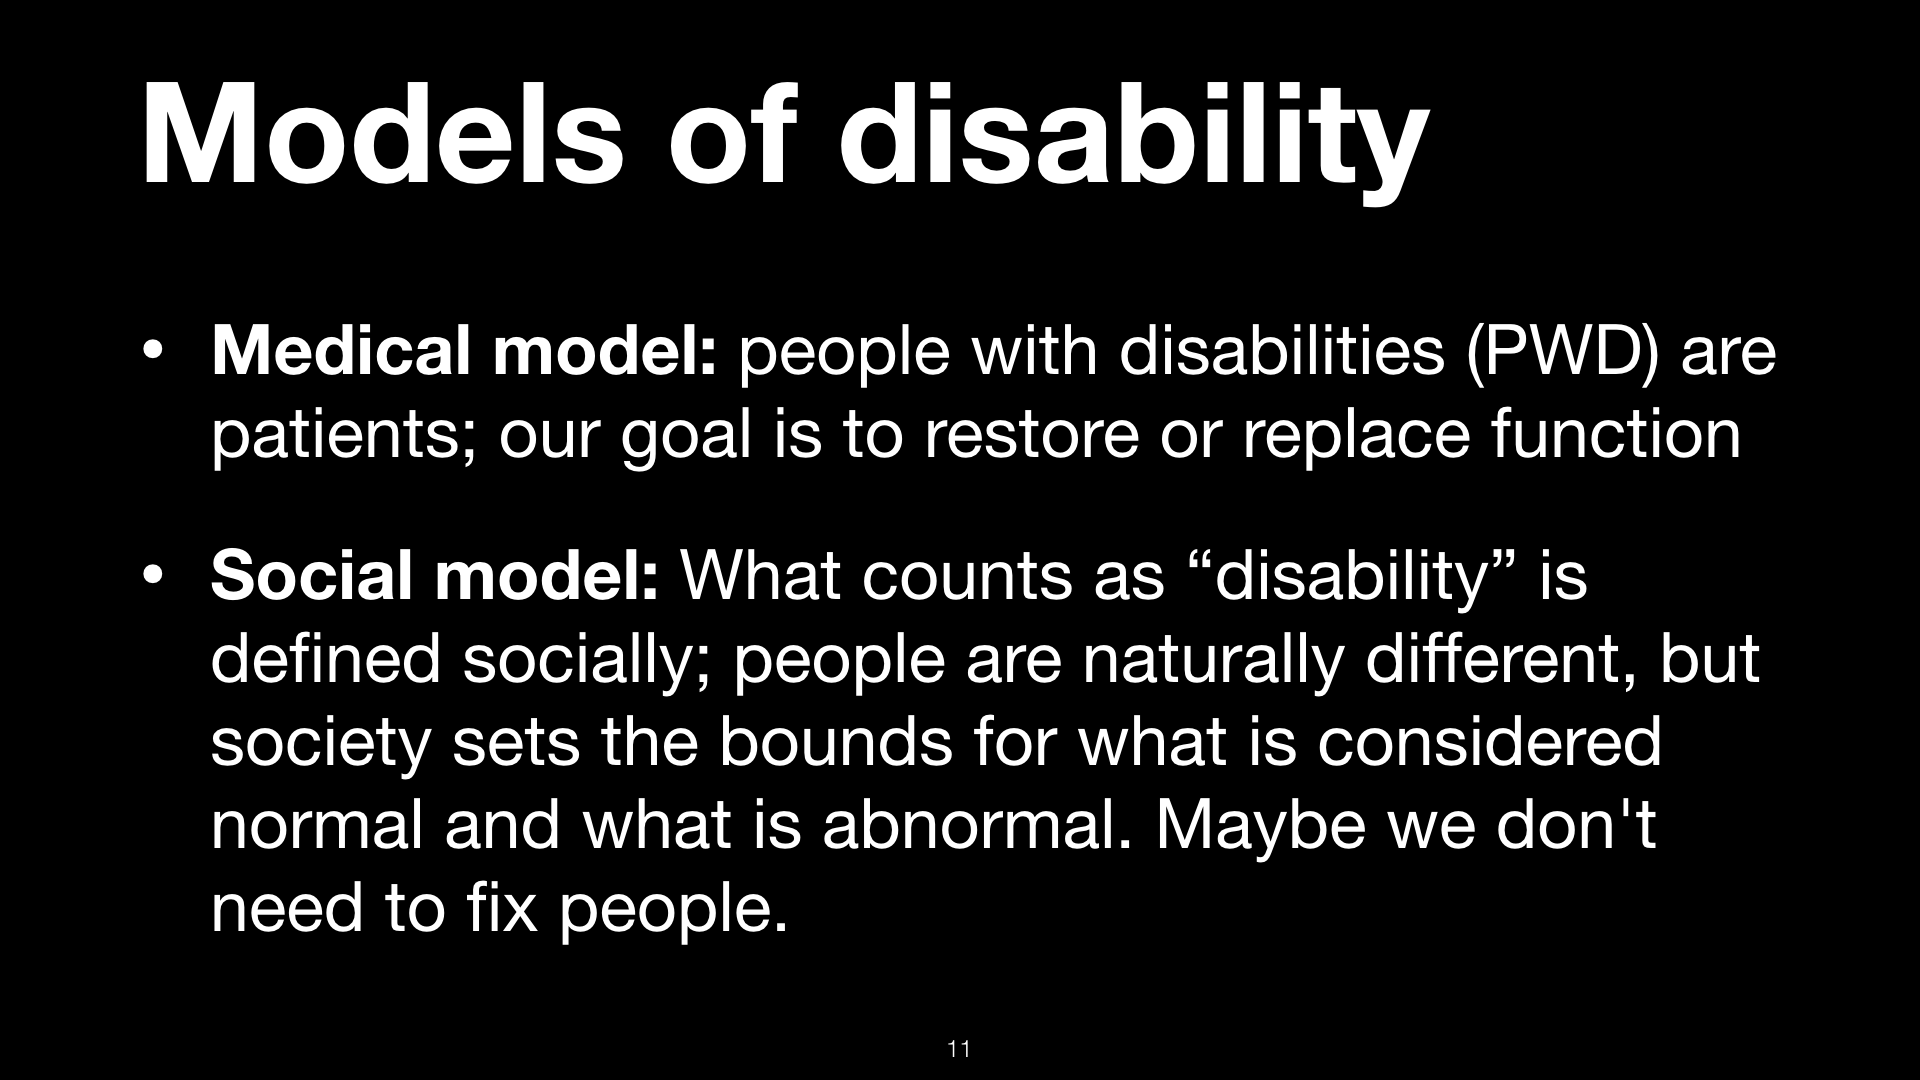 Models of disability
• Medical model: people with disabilities (PWD) are
patients; our goal is to restore or replace function
• Social model: What counts as “disability” is
defined socially; people are naturally different, but
society sets the bounds for what is considered
normal and what is abnormal. Maybe we don't
need to fix people.
11